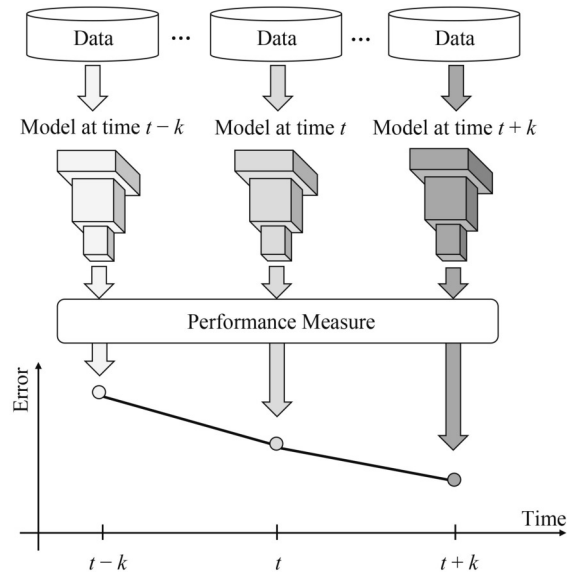 Data ... Data ... Data
Model at time t − k Model at time t Model at time t + k
Performance Measure
Error
Time
t − k t t + k